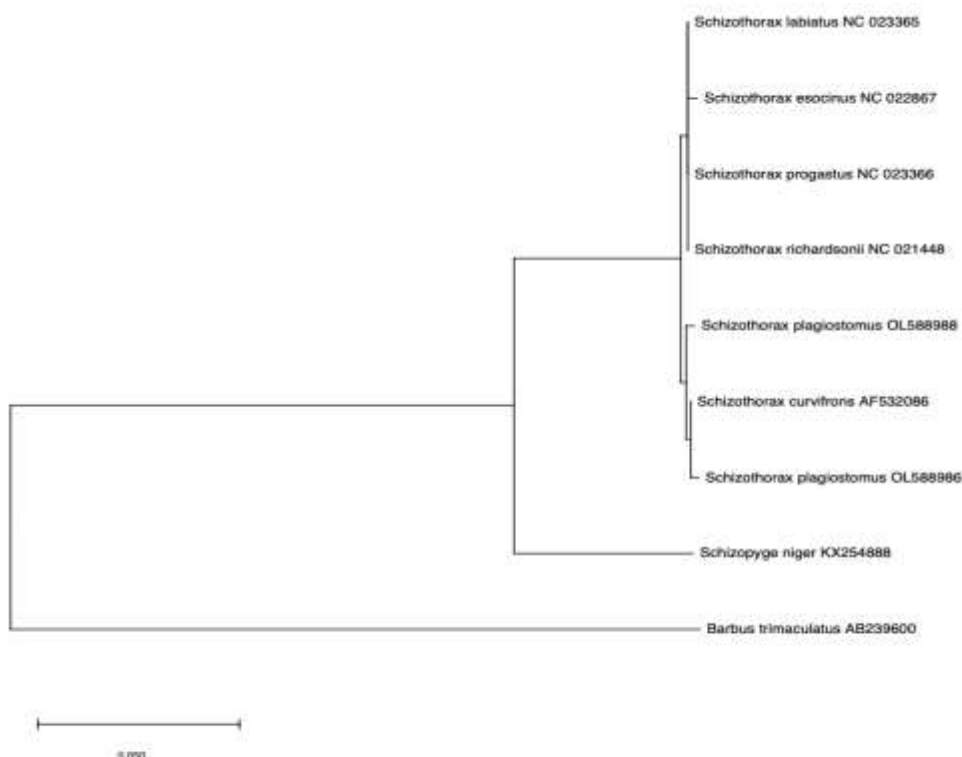 Schizothorax labiatus NC 023365
Schizothorax esocinus NC 022867
Schizothorax progastus NC 023366
Schizothorax richardsonii NC 021448
Schizothorax plagiostomus OL588988
Schizothorax curvifrons AF532086
Schizothorax plagiostomus OL588986
Schizopyge niger KX254888
Barbus trimaculatus AB239600